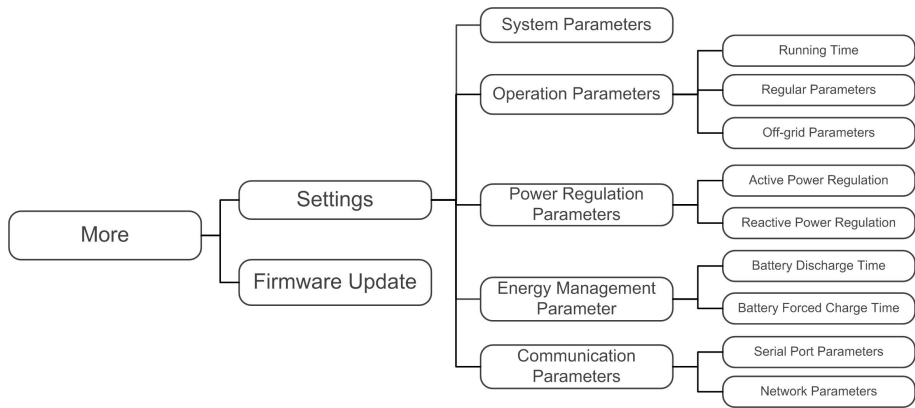 More
Settings
Firmware Update
System Parameters
Operation Parameters
Running Time
Regular Parameters
Off-grid Parameters
Power Regulation
Parameters
Active Power Regulation
Reactive Power Regulation
Energy Management
Parameter
Battery Discharge Time
Battery Forced Charge Time
Communication
Parameters
Serial Port Parameters
Network Parameters